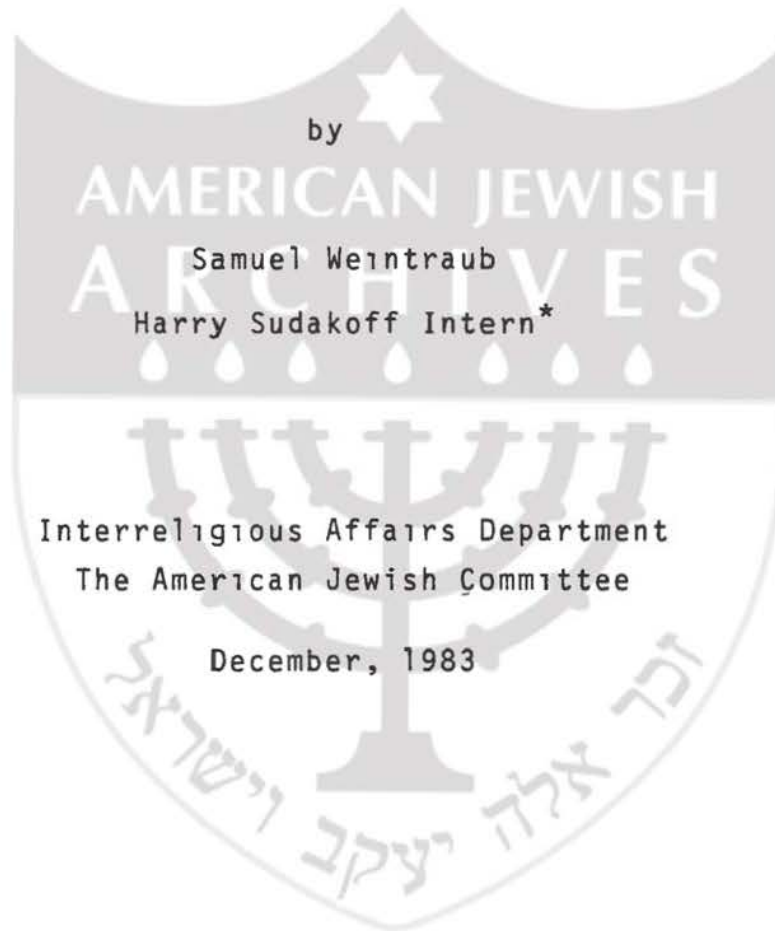 by
AMERICAN JEWISH
ARCHIVES
Samuel Weintraub
Harry Sudakoff Intern*
Interreligious Affairs Department
The American Jewish Committee
December, 1983
זכר אלה יעקב וישראל